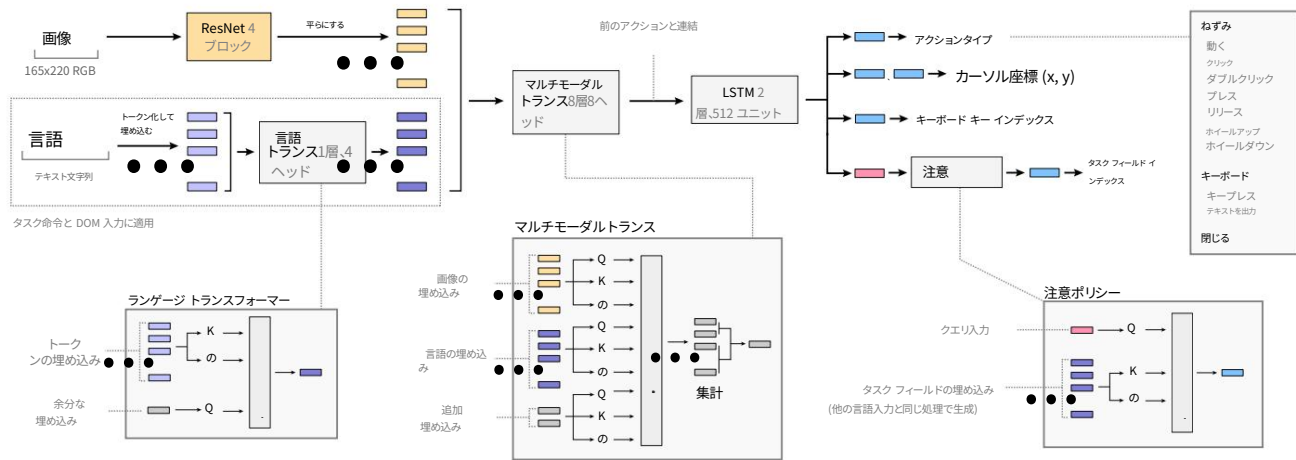 画像
165x220 RGB
ResNet 4
ブロック
平らにする
言語
テキスト文字列
トークン化して
埋め込む
言語
トランス1層、4
ヘッド
タスク命令と DOM 入力に適用
マルチモーダル
トランス8層8ヘ
ッド
前のアクションと連結
LSTM 2
層、512 ユニット
アクションタイプ
カーソル座標 (x, y)
キーボード キー インデックス
注意
タスク フィールド イ
ンデックス
ねずみ
動く
クリック
ダブルクリック
プレス
リリース
ホイールアップ
ホイールダウン
キーボード
キープレス
テキストを出力
閉じる
ランゲージ トランスフォーマー
トーク
ンの埋め込み
余分な
埋め込み
K
の
Q
マルチモーダルトランス
画像の
埋め込み
Q
K
の
言語の埋め込
み
Q
K
の
追加
埋め込み
Q
K
の
集計
注意ポリシー
クエリ入力
Q
タスク フィールドの埋め込み
(他の言語入力と同じ処理で生成)
K
の